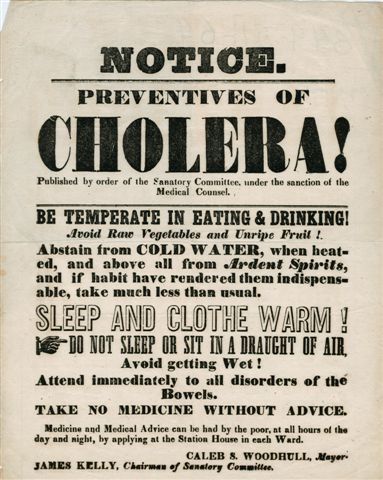 NOTICE.
PREVENTIVES OF
CHOLERA!
Published by order of the Sanatory Committee, under the sanction of the
Medical Counsel.
BE TEMPERATE IN EATING & DRINKING!
Avoid Raw Vegetables and Unripe Fruit!
Abstain from COLD WATER, when heat-
ed, and above all from Ardent Spirits,
and if habit have rendered them indispens-
able, take much less than usual.
SLEEP AND CLOTHE WARM!
DO NOT SLEEP OR SIT IN A DRAUGHT OF AIR.
Avoid getting Wet!
Attend immediately to all disorders of the
Bowels.
TAKE NO MEDICINE WITHOUT ADVICE.
Medicine and Medical Advice can be had by the poor, at all hours of the
day and night, by applying at the Station House in each Ward.
CALEB S. WOODHULL, Mayor.
JAMES KELLY, Chairman of Sanatory Committee.